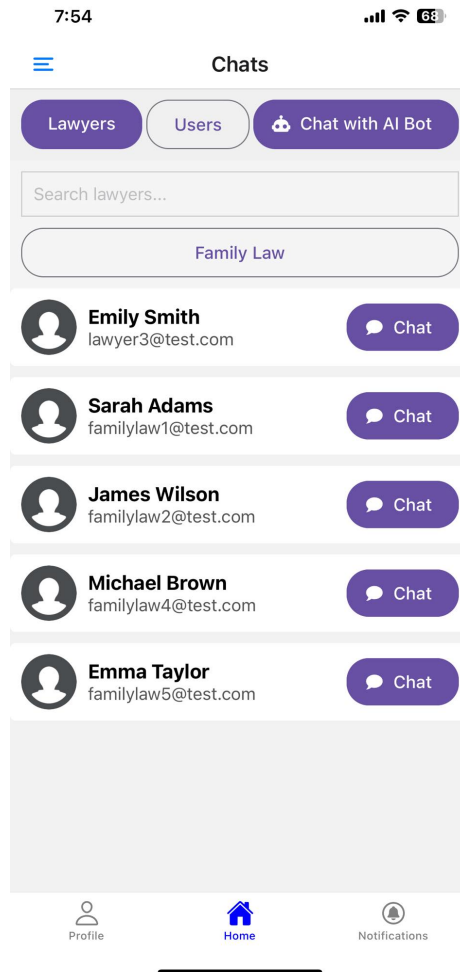 7:54
68
Chats
Lawyers
Users
Chat with AI Bot
Search lawyers...
Family Law
Emily Smith
lawyer3@test.com
Chat
Sarah Adams
familylaw1@test.com
Chat
James Wilson
familylaw2@test.com
Chat
Michael Brown
familylaw4@test.com
Chat
Emma Taylor
familylaw5@test.com
Chat
Profile
Home
Notifications